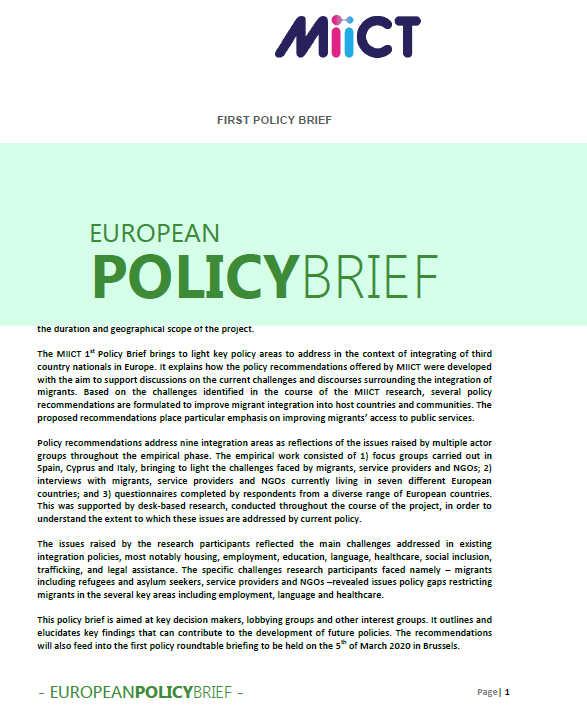 MiiCT
FIRST POLICY BRIEF
EUROPEAN
POLICYBRIEF
the duration and geographical scope of the project.
The MIICT 1st Policy Brief brings to light key policy areas to address in the context of integrating of third
country nationals in Europe. It explains how the policy recommendations offered by MIICT were developed
with the aim to support discussions on the current challenges and discourses surrounding the integration of
migrants. Based on the challenges identified in the course of the MIICT research, several policy
recommendations are formulated to improve migrant integration into host countries and communities. The
proposed recommendations place particular emphasis on improving migrants' access to public services.
Policy recommendations address nine integration areas as reflections of the issues raised by multiple actor
groups throughout the empirical phase. The empirical work consisted of 1) focus groups carried out in
Spain, Cyprus and Italy, bringing to light the challenges faced by migrants, service providers and NGOs; 2)
interviews with migrants, service providers and NGOs currently living in seven different European
countries; and 3) questionnaires completed by respondents from a diverse range of European countries.
This was supported by desk-based research, conducted throughout the course of the project, in order to
understand the extent to which these issues are addressed by current policy.
The issues raised by the research participants reflected the main challenges addressed in existing
integration policies, most notably housing, employment, education, language, healthcare, social inclusion,
trafficking, and legal assistance. The specific challenges research participants faced namely – migrants
including refugees and asylum seekers, service providers and NGOs –revealed issues policy gaps restricting
migrants in the several key areas including employment, language and healthcare.
This policy brief is aimed at key decision makers, lobbying groups and other interest groups. It outlines and
elucidates key findings that can contribute to the development of future policies. The recommendations
will also feed into the first policy roundtable briefing to be held on the 5th of March 2020 in Brussels.
- EUROPEANPOLICYBRIEF - Page| 1